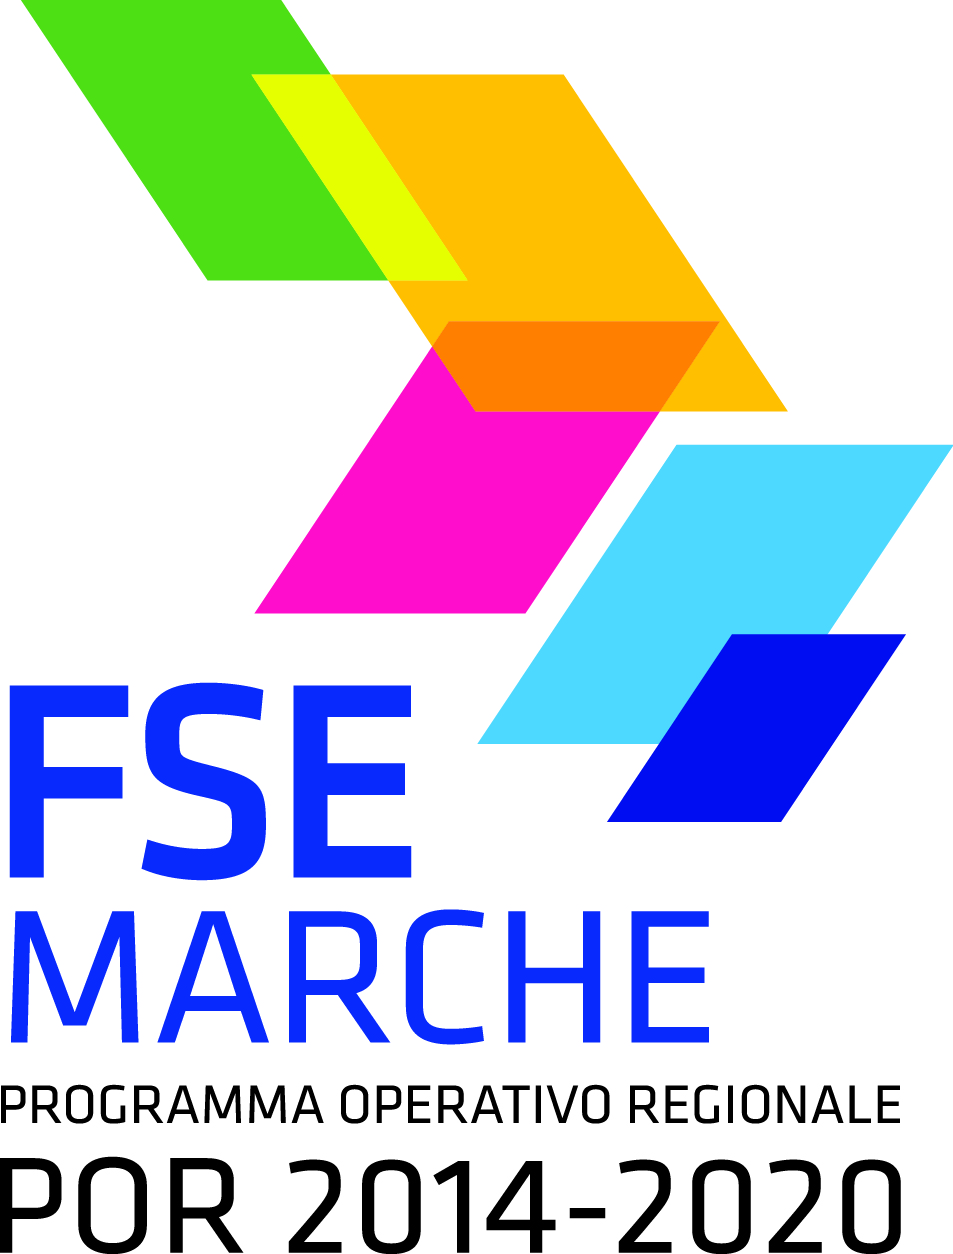 FSE
MARCHE
PROGRAMMA OPERATIVO REGIONALE
POR 2014-2020